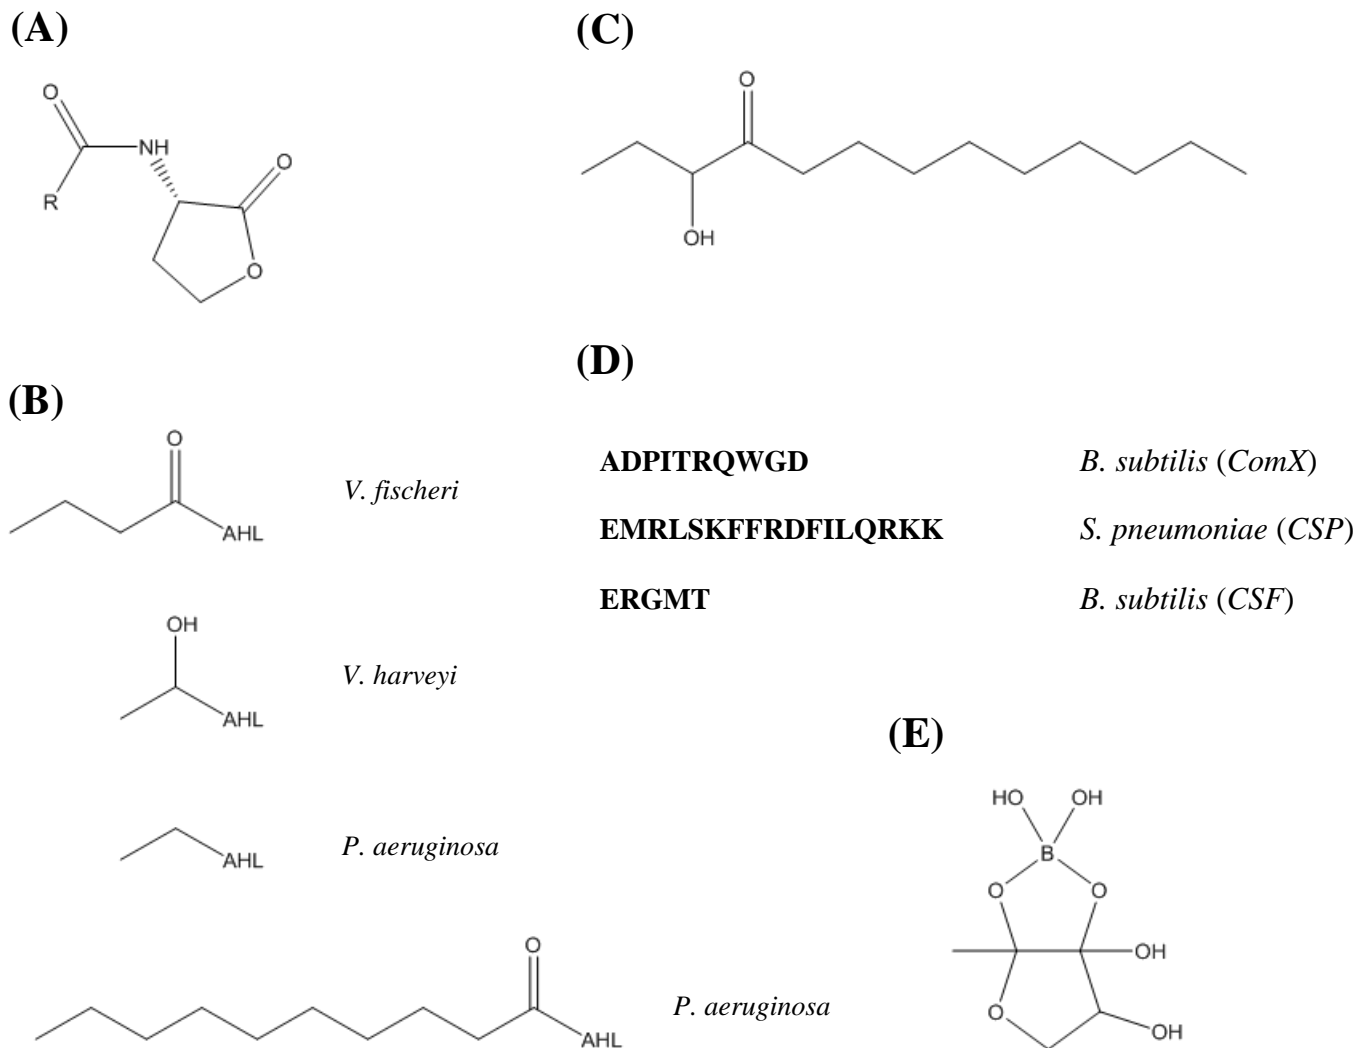 (A)
O
NH
O
R
O
(B)
O
AHL
V. fischeri
OH
AHL
V. harveyi
AHL
P. aeruginosa
O
AHL
P. aeruginosa
(C)
O
OH
(D)
ADPITRQWGD B. subtilis (ComX)
EMRLSKFFRDFILQRKK S. pneumoniae (CSP)
ERGMT B. subtilis (CSF)
(E)
HO OH
B
O O
OH
O
OH